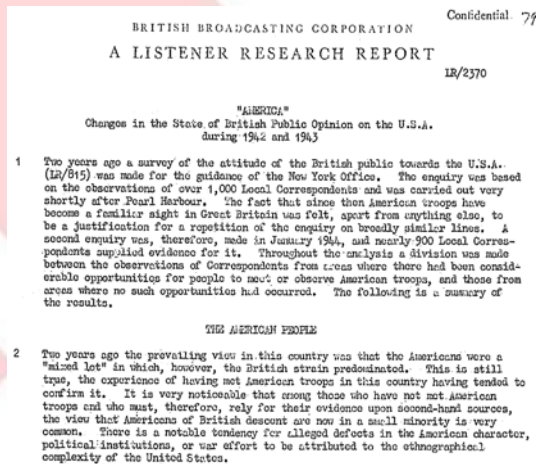 Confidential 79
BRITISH BROADCASTING CORPORATION
A LISTENER RESEARCH REPORT
LR/2370
"AMERICA"
Changes in the State of British Public Opinion on the U.S.A.
during 1942 and 1943
1 Two years ago a survey of the attitude of the British public towards the U.S.A.
(LR/815) was made for the guidance of the New York Office. The enquiry was based
on the observations of over 1,000 Local Correspondents and was carried out very
shortly after Pearl Harbour. The fact that since then American troops have
become a familiar sight in Great Britain was felt, apart from anything else, to
be a justification for a repetition of the enquiry on broadly similar lines. A
second enquiry was, therefore, made in January 1944, and nearly 900 Local Corres-
pondents supplied evidence for it. Throughout the analysis a division was made
between the observations of Correspondents from areas where there had been consid-
erable opportunities for people to meet or observe American troops, and those from
areas where no such opportunities had occurred. The following is a summary of
the results.
THE AMERICAN PEOPLE
2 Two years ago the prevailing view in this country was that the Americans were a
"mixed lot" in which, however, the British strain predominated. This is still
true, the experience of having met American troops in this country having tended to
confirm it. It is very noticeable that among those who have not met American
troops and who must, therefore, rely for their evidence upon second-hand sources,
the view that Americans of British descent are now in a small minority is very
common. There is a notable tendency for alleged defects in the American character,
political institutions, or war effort to be attributed to the ethnographical
complexity of the United States.